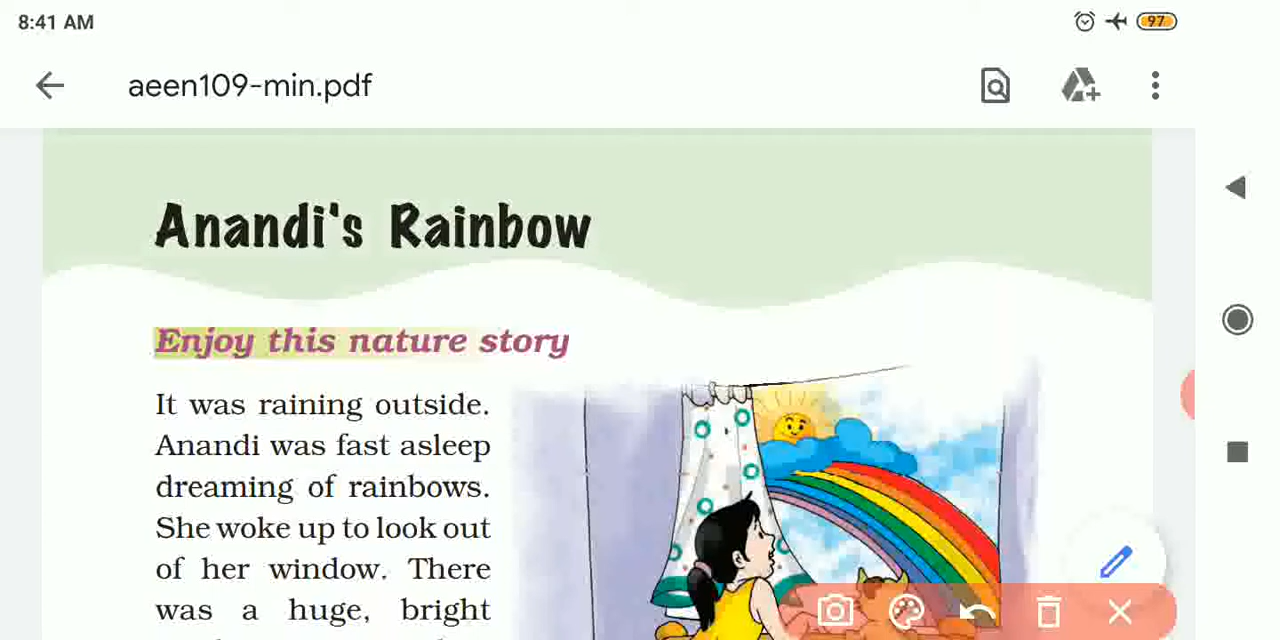 8:41 AM
97
aeen109-min.pdf
Anandi's Rainbow
Enjoy this nature story
It was raining outside.
Anandi was fast asleep
dreaming of rainbows.
She woke up to look out
of her window. There
was a huge, bright